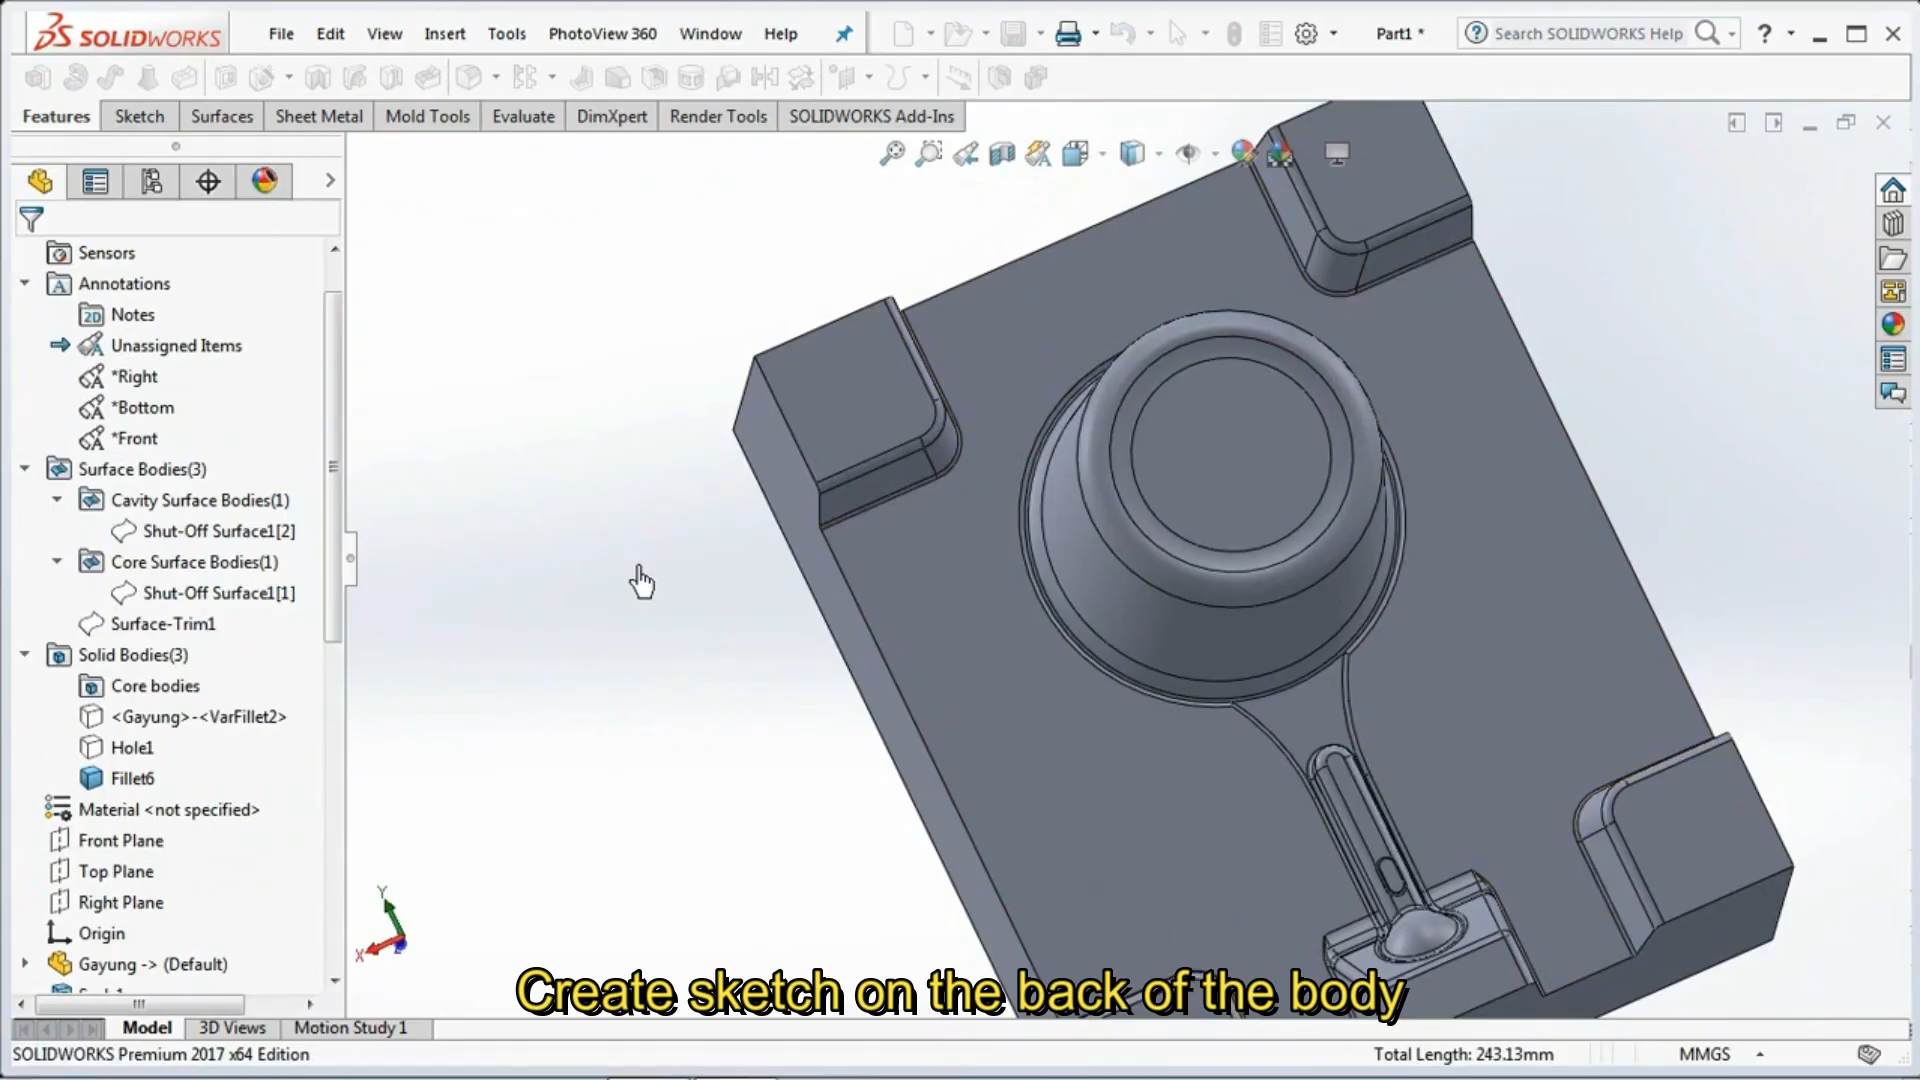 SOLIDWORKS File Edit View Insert Tools PhotoView 360 Window Help Part1 * Search SOLIDWORKS Help
Features Sketch Surfaces Sheet Metal Mold Tools Evaluate DimXpert Render Tools SOLIDWORKS Add-Ins
Sensors
Annotations
Notes
Unassigned Items
*Right
*Bottom
*Front
Surface Bodies(3)
Cavity Surface Bodies(1)
Shut-Off Surface1[2]
Core Surface Bodies(1)
Shut-Off Surface1[1]
Surface-Trim1
Solid Bodies(3)
Core bodies
<Gayung>-<VarFillet2>
Hole1
Fillet6
Material <not specified>
Front Plane
Top Plane
Right Plane
Origin
Gayung -> (Default)
Y
X
Create sketch on the back of the body
Model 3D Views Motion Study 1
SOLIDWORKS Premium 2017 x64 Edition Total Length: 243.13mm MMGS